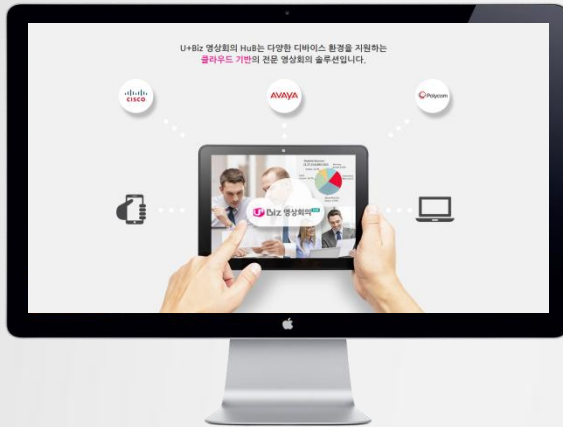 U+Biz 영상회의 HuB는 다양한 디바이스 환경을 지원하는
클라우드 기반의 전문 영상회의 솔루션입니다.
CISCO
AVAYA
Polycom
U+ Biz 영상회의